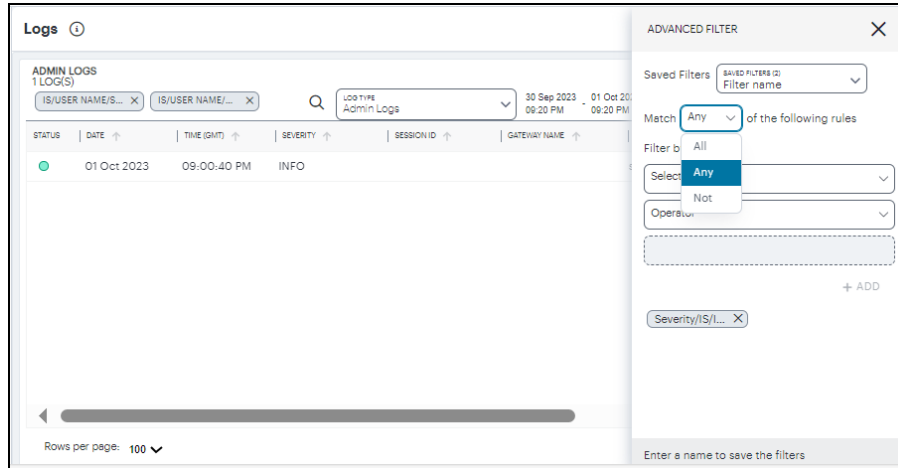 Logs
ADVANCED FILTER
ADMIN LOGS
1 LOG(S)
IS/USER NAME/S... X
IS/USER NAME/... X
LOG TYPE
Admin Logs
30 Sep 2023 - 01 Oct 20
09:20 PM 09:20 PM
Saved Filters
SAVED FILTERS (2)
Filter name
Match Any of the following rules
Filter b
All
Any
Not
Select
Operator
STATUS DATE TIME (GMT) SEVERITY SESSION ID GATEWAY NAME
01 Oct 2023 09:00:40 PM INFO
+ ADD
Severity/IS/I... X
Rows per page: 100
Enter a name to save the filters